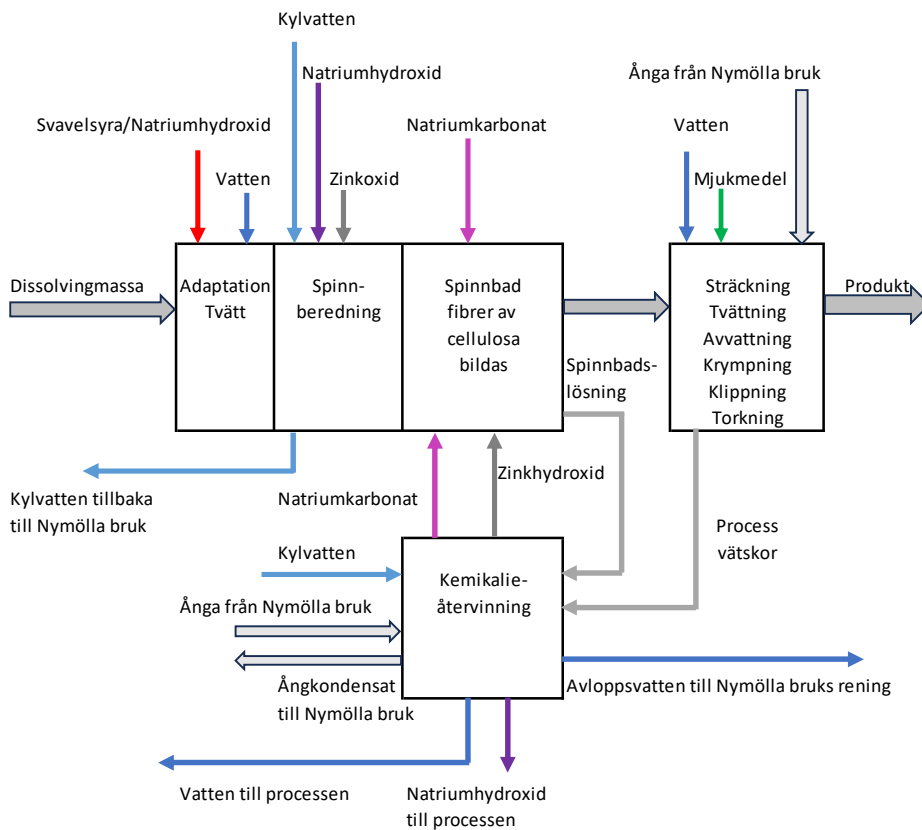 Kylvatten
Natriumhydroxid
Ånga från Nymölla bruk
Svavelsyra/Natriumhydroxid
Natriumkarbonat
Vatten
Vatten
Zinkoxid
Mjukmedel
Dissolvingmassa
Adaptation
Tvätt
Spinn-
beredning
Spinnbad
fibrer av
cellulosa
bildas
Sträckning
Tvättning
Avvattning
Krympning
Klippning
Torkning
Produkt
Spinnbads-
lösning
Kylvatten tillbaka
till Nymölla bruk
Natriumkarbonat
Zinkhydroxid
Process
vätskor
Kylvatten
Kemikalie-
återvinning
Ånga från Nymölla bruk
Ångkondensat
till Nymölla bruk
Avloppsvatten till Nymölla bruks rening
Vatten till processen
Natriumhydroxid
till processen